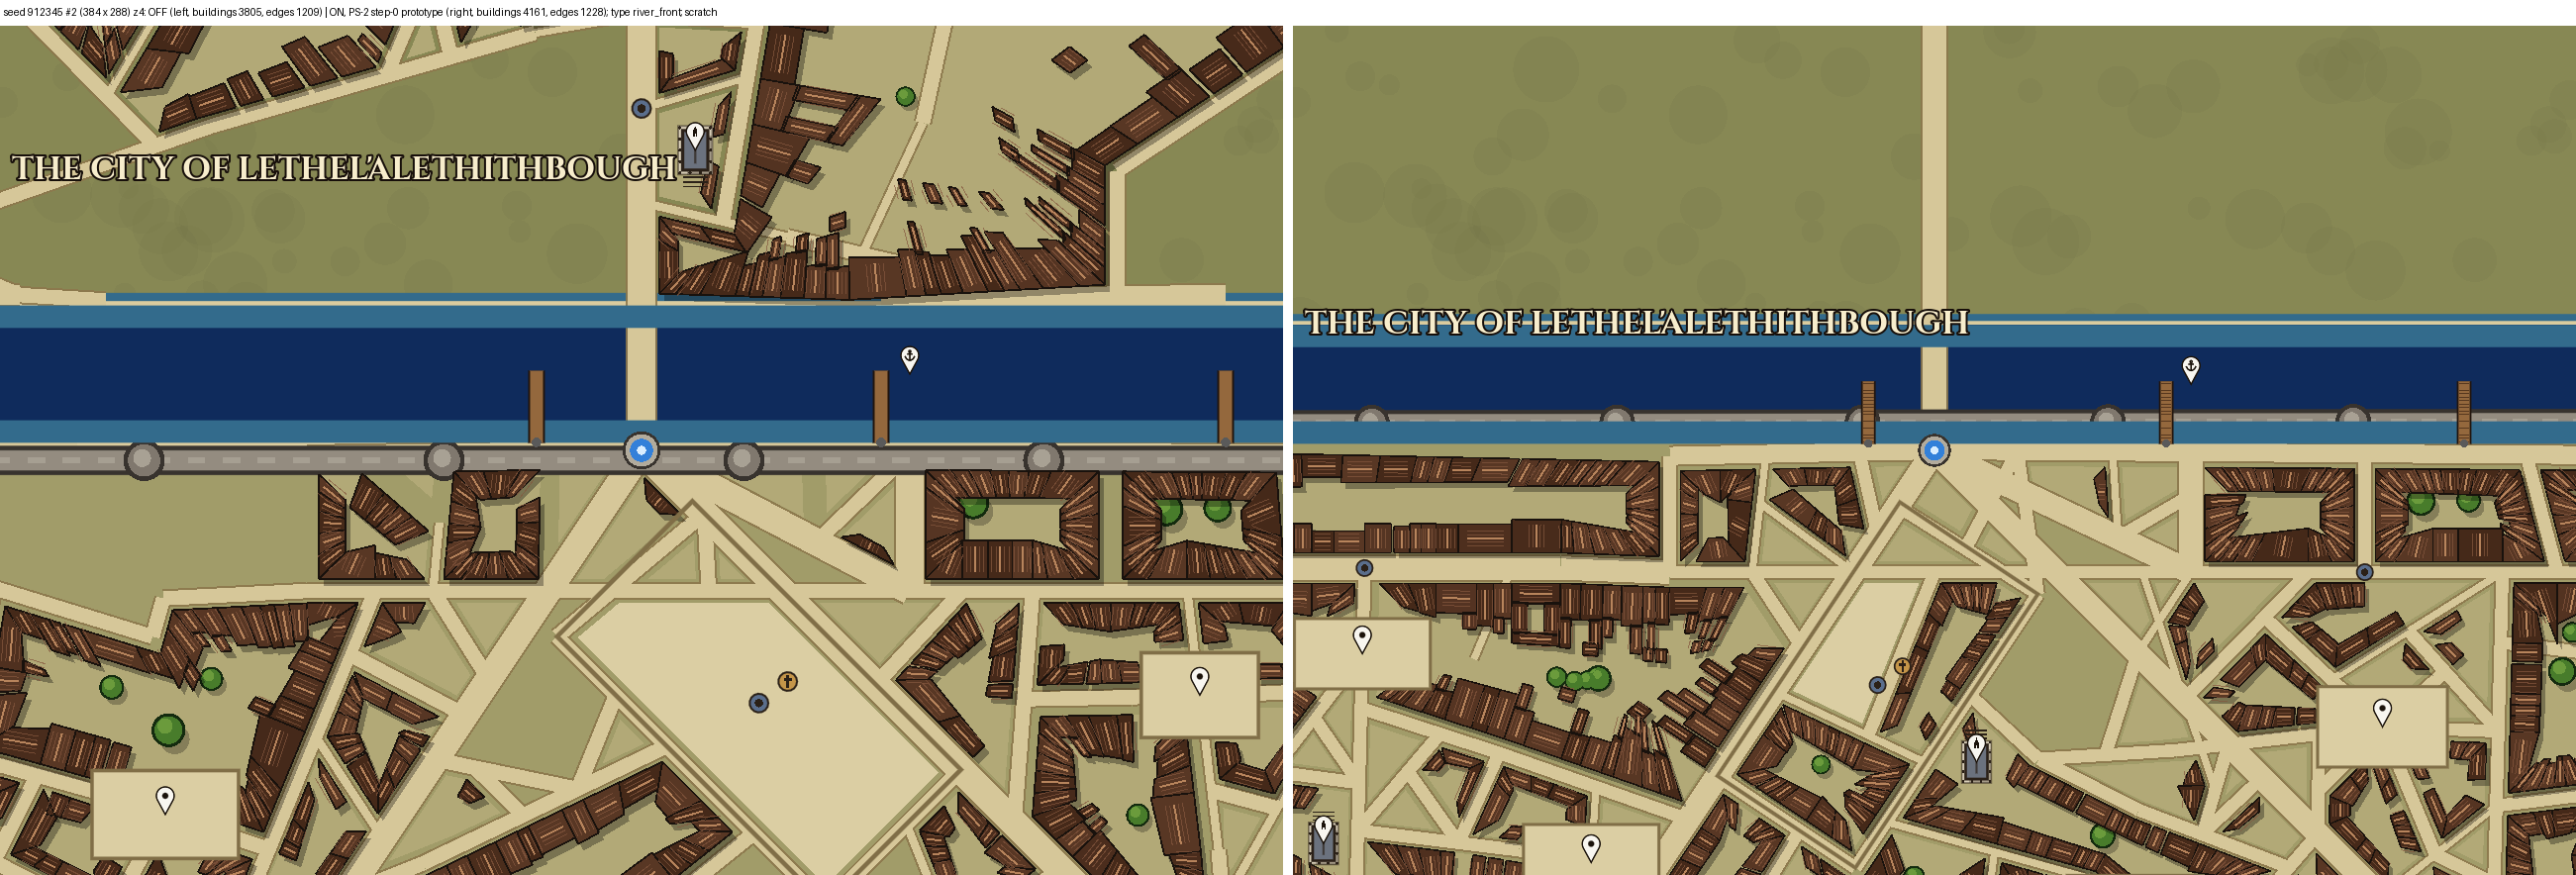 seed 912345 #2 (384 x 288) z4: OFF (left, buildings 3805, edges 1209) | ON, PS-2 step-0 prototype (right, buildings 4161, edges 1228); type river_front; scratch
THE CITY OF LETHEL'ALETHITHBOUGH
THE CITY OF LETHEL'ALETHITHBOUGH